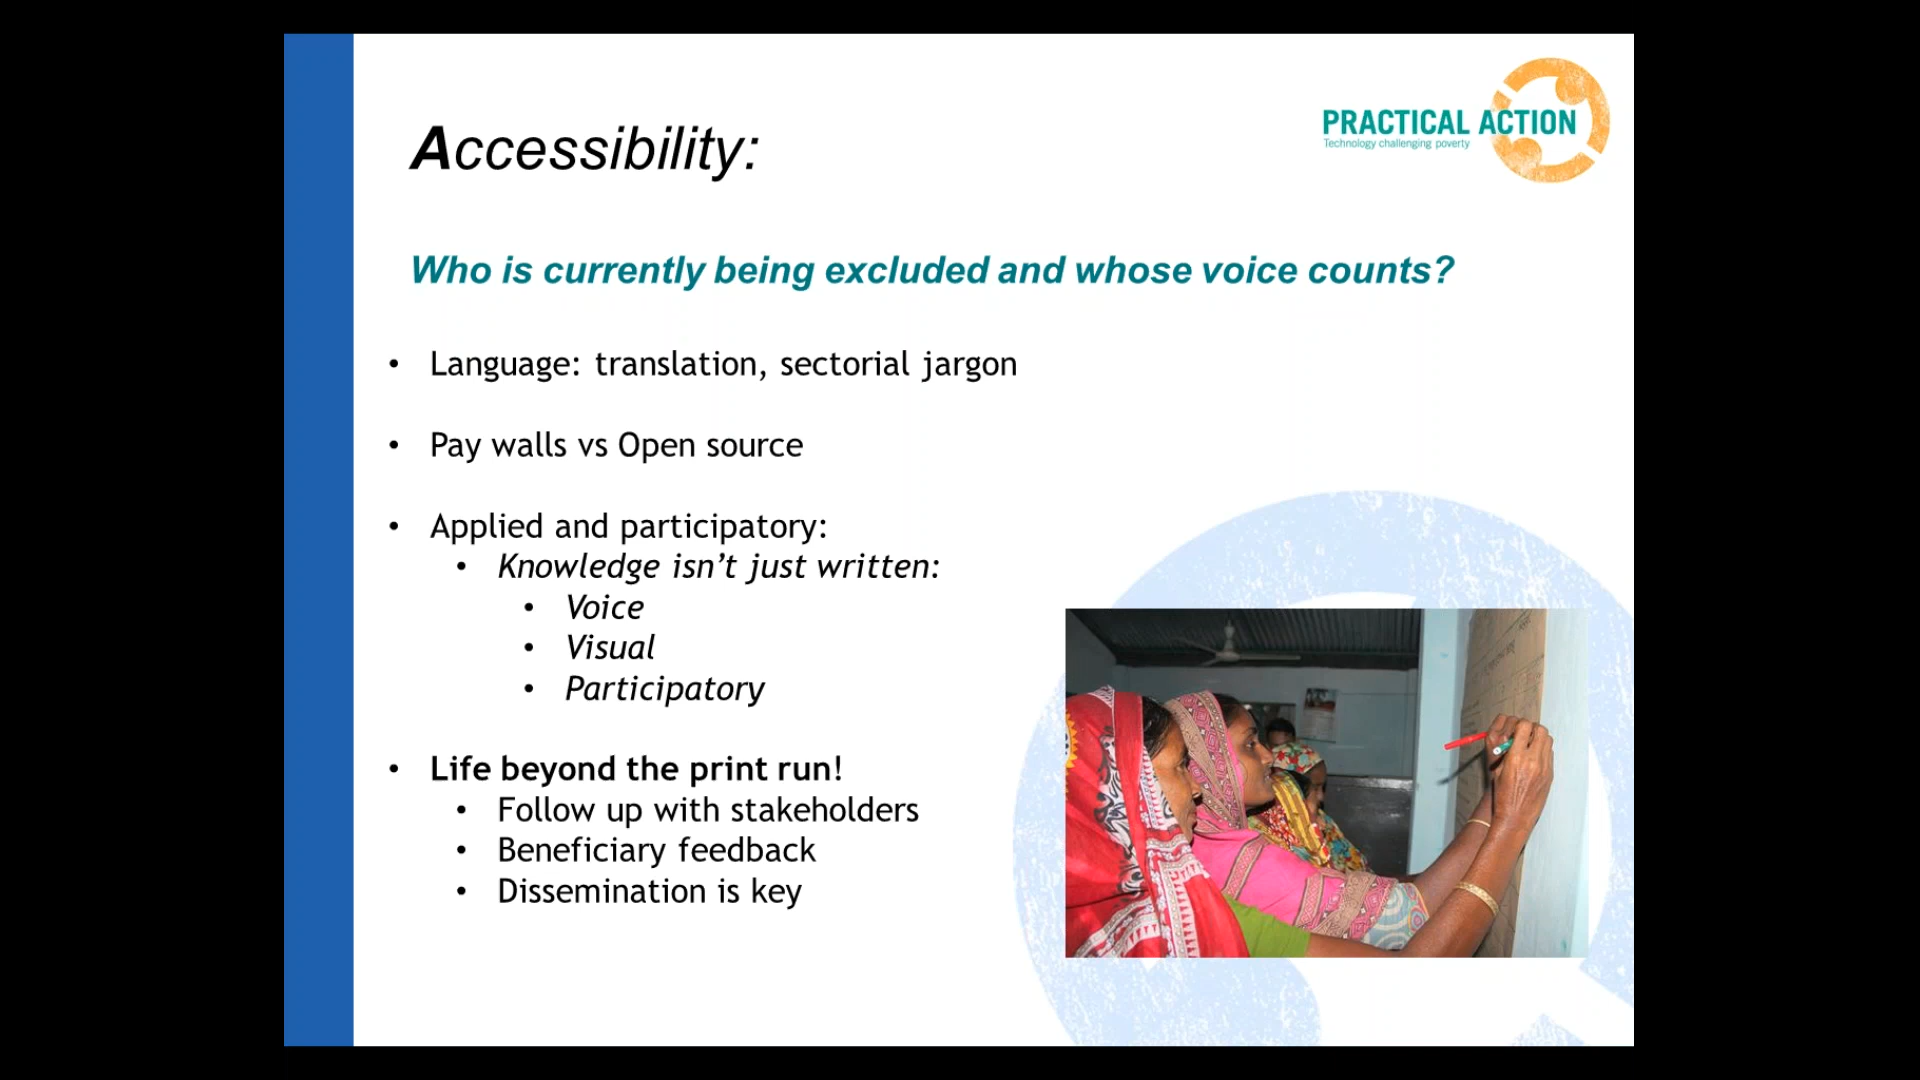 PRACTICAL ACTION
Technology challenging poverty
Accessibility:
Who is currently being excluded and whose voice counts?
• Language: translation, sectorial jargon
• Pay walls vs Open source
• Applied and participatory:
• Knowledge isn’t just written:
• Voice
• Visual
• Participatory
• Life beyond the print run!
• Follow up with stakeholders
• Beneficiary feedback
• Dissemination is key